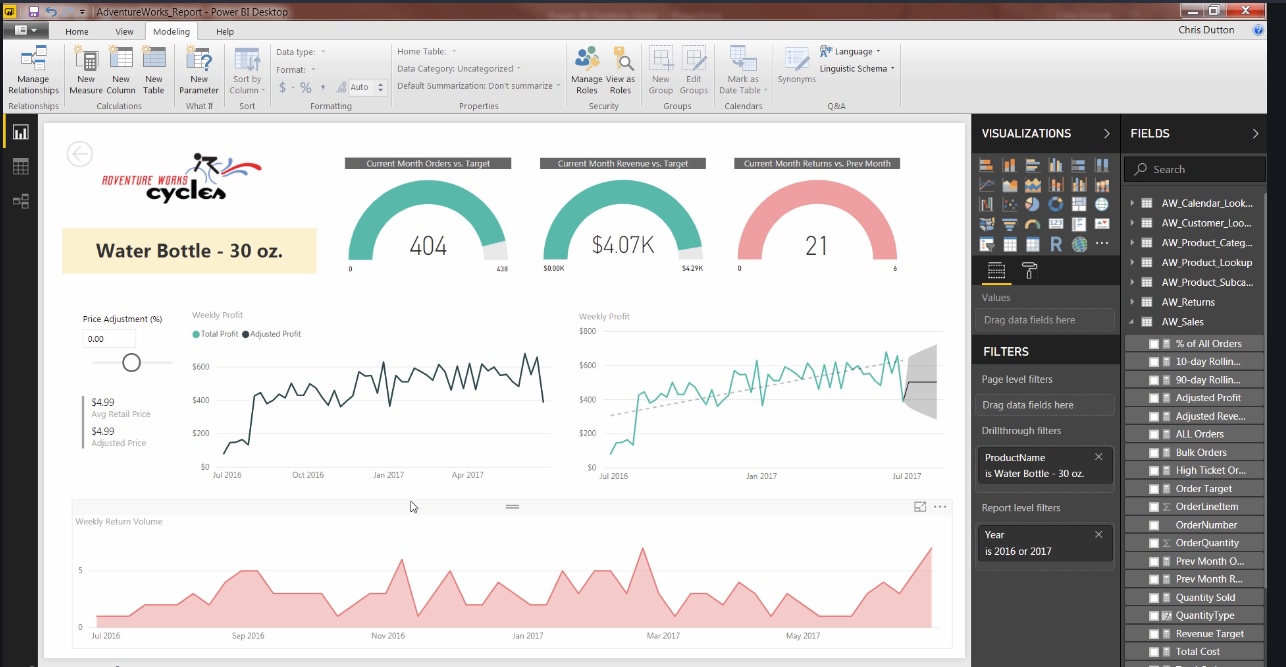 AdventureWorks_Report - Power BI Desktop
Home View Modeling Help
Chris Dutton
Manage Relationships
New Measure
New Column
New Table
New Parameter
Sort by Column
Data type:
Format:
$ - % , Auto
Home Table:
Data Category: Uncategorized
Default Summarization: Don't summarize
Manage Roles
View as Roles
New Group
Edit Groups
Mark as Date Table
Synonyms
Language
Linguistic Schema
Relationships
Calculations
What If
Sort
Formatting
Properties
Security
Groups
Calendars
Q&A
ADVENTURE WORKS
cycles
Water Bottle - 30 oz.
Current Month Orders vs. Target
404
0
438
Current Month Revenue vs. Target
$4.07K
$0.00K
$4.29K
Current Month Returns vs. Prev Month
21
0
6
Price Adjustment (%)
0.00
$4.99
Avg Retail Price
$4.99
Adjusted Price
Weekly Profit
Total Profit Adjusted Profit
$600
$400
$200
$0
Jul 2016 Oct 2016 Jan 2017 Apr 2017
Weekly Profit
$800
$600
$400
$200
$0
Jul 2016 Jan 2017 Jul 2017
Weekly Return Volume
5
0
Jul 2016 Sep 2016 Nov 2016 Jan 2017 Mar 2017 May 2017
VISUALIZATIONS
R
Values
Drag data fields here
FILTERS
Page level filters
Drag data fields here
Drillthrough filters
ProductName
is Water Bottle - 30 oz.
Report level filters
Year
is 2016 or 2017
FIELDS
Search
AW_Calendar_Look...
AW_Customer_Loo...
AW_Product_Categ...
AW_Product_Lookup
AW_Product_Subca...
AW_Returns
AW_Sales
% of All Orders
10-day Rollin...
90-day Rollin...
Adjusted Profit
Adjusted Reve...
ALL Orders
Bulk Orders
High Ticket Or...
Order Target
OrderLineItem
OrderNumber
OrderQuantity
Prev Month O...
Prev Month R...
Quantity Sold
QuantityType
Revenue Target
Total Cost